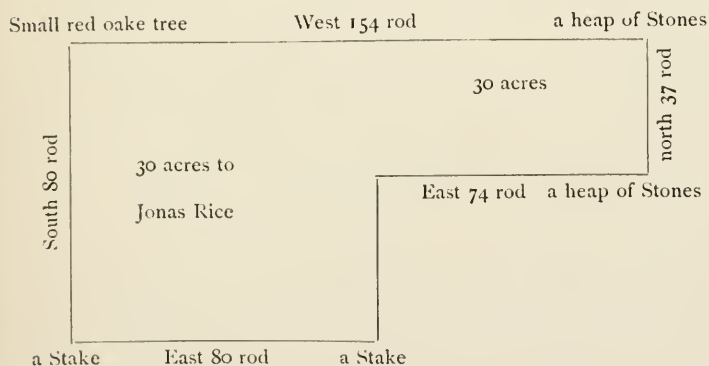 Small red oake tree West 154 rod a heap of Stones
30 acres
north 37 rod
South 80 rod
30 acres to
Jonas Rice
East 74 rod a heap of Stones
a Stake East 80 rod a Stake